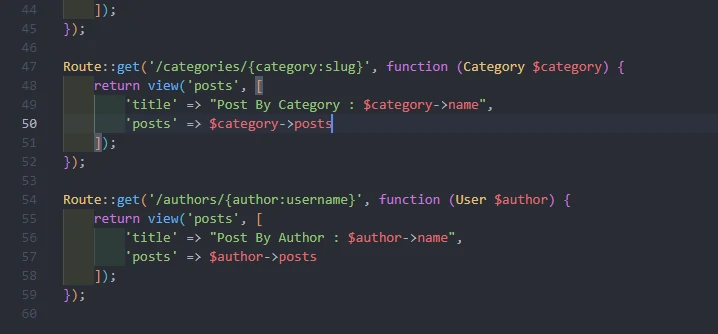 44         ]);
45 });
46
47 Route::get('/categories/{category:slug}', function (Category $category) {
48     return view('posts', [
49         'title' => "Post By Category : $category->name",
50         'posts' => $category->posts
51     ]);
52 });
53
54 Route::get('/authors/{author:username}', function (User $author) {
55     return view('posts', [
56         'title' => "Post By Author : $author->name",
57         'posts' => $author->posts
58     ]);
59 });
60